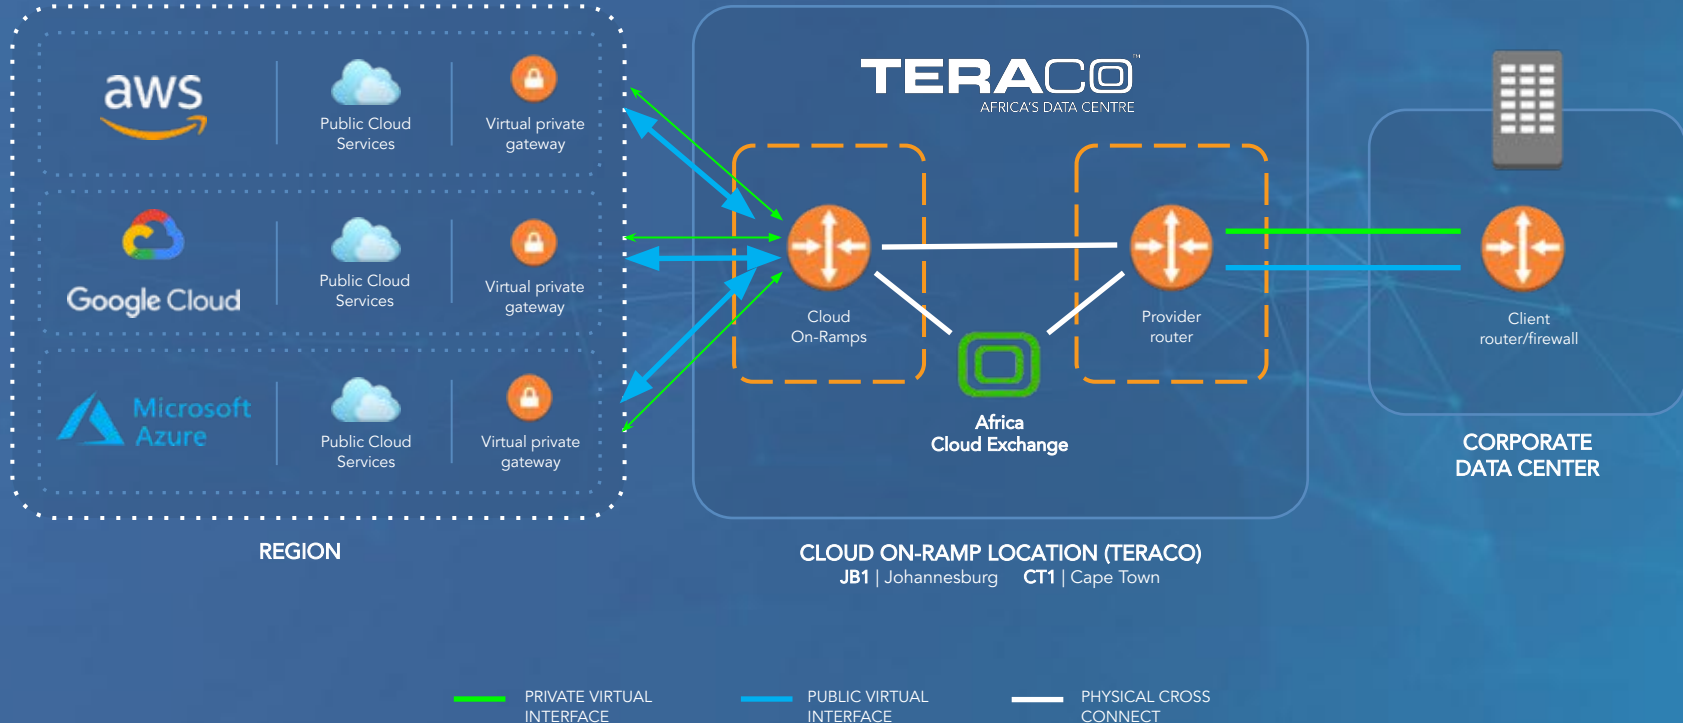 aws
Public Cloud
Services
Virtual private
gateway
Google Cloud
Public Cloud
Services
Virtual private
gateway
Microsoft
Azure
Public Cloud
Services
Virtual private
gateway
REGION
TERACO™
AFRICA'S DATA CENTRE
Cloud
On-Ramps
Provider
router
Africa
Cloud Exchange
CLOUD ON-RAMP LOCATION (TERACO)
JB1 | Johannesburg CT1 | Cape Town
Client
router/firewall
CORPORATE
DATA CENTER
PRIVATE VIRTUAL
INTERFACE
PUBLIC VIRTUAL
INTERFACE
PHYSICAL CROSS
CONNECT